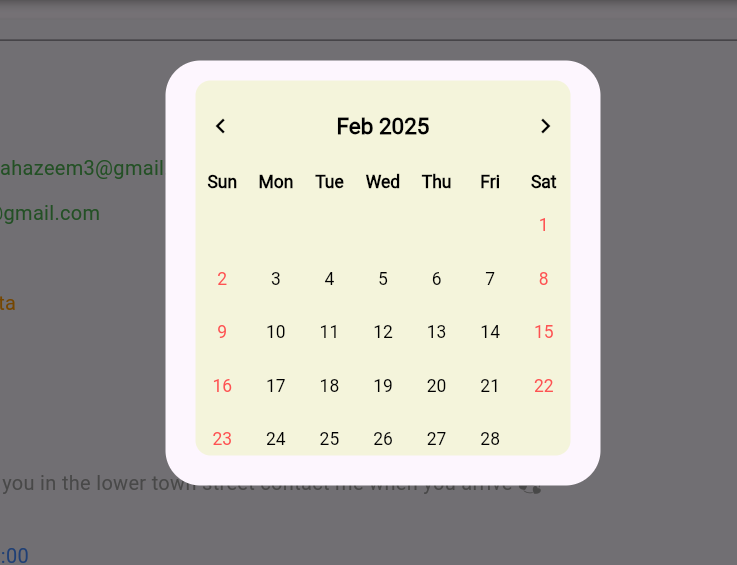 ahazeem3@gmail
@gmail.com
ta
Feb 2025
Sun Mon Tue Wed Thu Fri Sat
1
2 3 4 5 6 7 8
9 10 11 12 13 14 15
16 17 18 19 20 21 22
23 24 25 26 27 28
you in the lower town street contact me when you arrive
:00